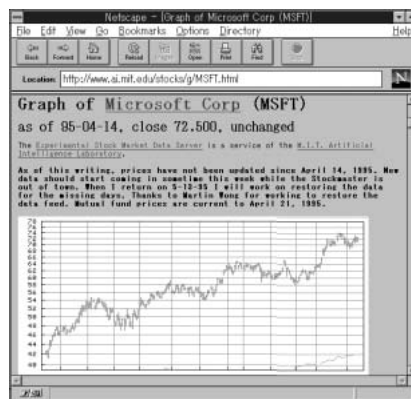 Netscape - [Graph of Microsoft Corp (MSFT)]
File Edit View Go Bookmarks Options Directory Help
Back Forward Home Reload Images Open Print Find Stop
Location: http://www.ai.mit.edu/stocks/g/MSFT.html
N
Graph of Microsoft Corp (MSFT)
as of 95-04-14, close 72.500, unchanged
The Experimental Stock Market Data Server is a service of the M.I.T. Artificial
Intelligence Laboratory.
As of this writing, prices have not been updated since April 14, 1995. New
data should start coming in sometime this week while the Stockmaster is
out of town. When I return on 5-13-95 I will work on restoring the data
for the missing days. Thanks to Martin Wong for working to restore the
data feed. Mutual fund prices are current to April 21, 1995.
78
76
74
72
70
68
66
64
62
60
58
56
54
52
50
48
46
44
42
40